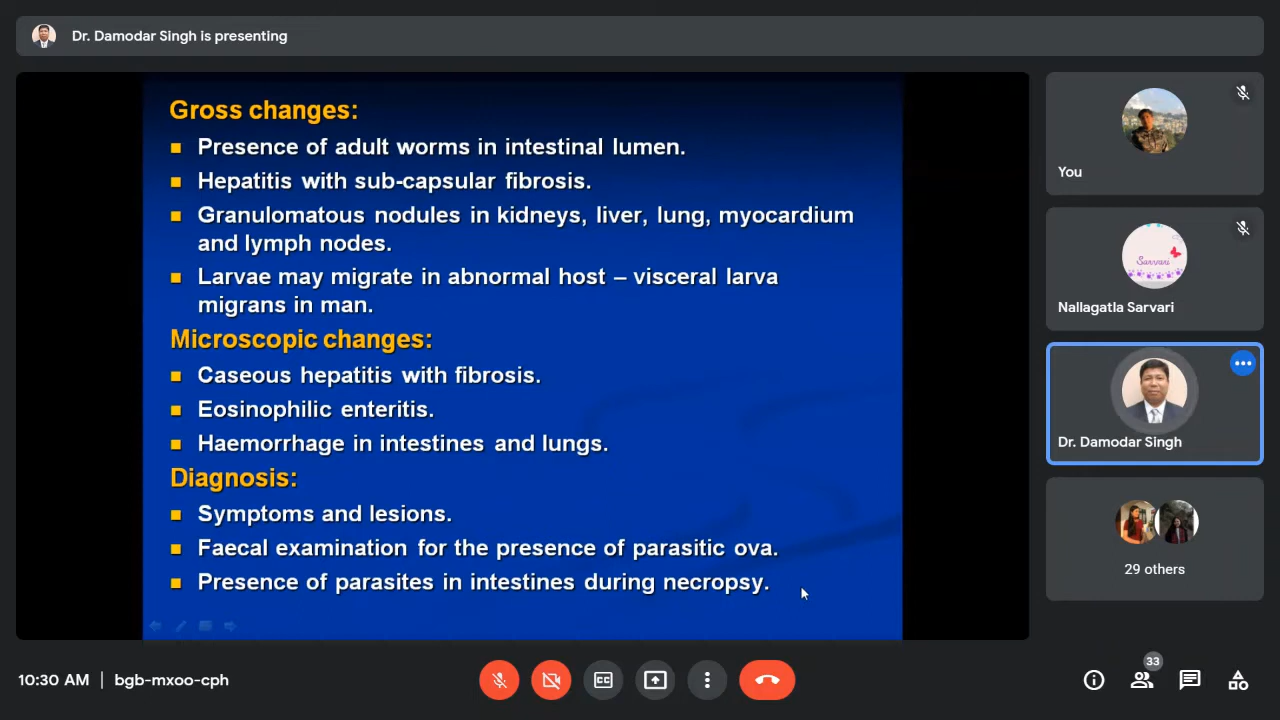 Dr. Damodar Singh is presenting
Gross changes:
Presence of adult worms in intestinal lumen.
Hepatitis with sub-capsular fibrosis.
Granulomatous nodules in kidneys, liver, lung, myocardium
and lymph nodes.
Larvae may migrate in abnormal host – visceral larva
migrans in man.
Microscopic changes:
Caseous hepatitis with fibrosis.
Eosinophilic enteritis.
Haemorrhage in intestines and lungs.
Diagnosis:
Symptoms and lesions.
Faecal examination for the presence of parasitic ova.
Presence of parasites in intestines during necropsy.
You
Sarvari
Nallagatla Sarvari
Dr. Damodar Singh
29 others
10:30 AM | bgb-mxoo-cph
CC
33